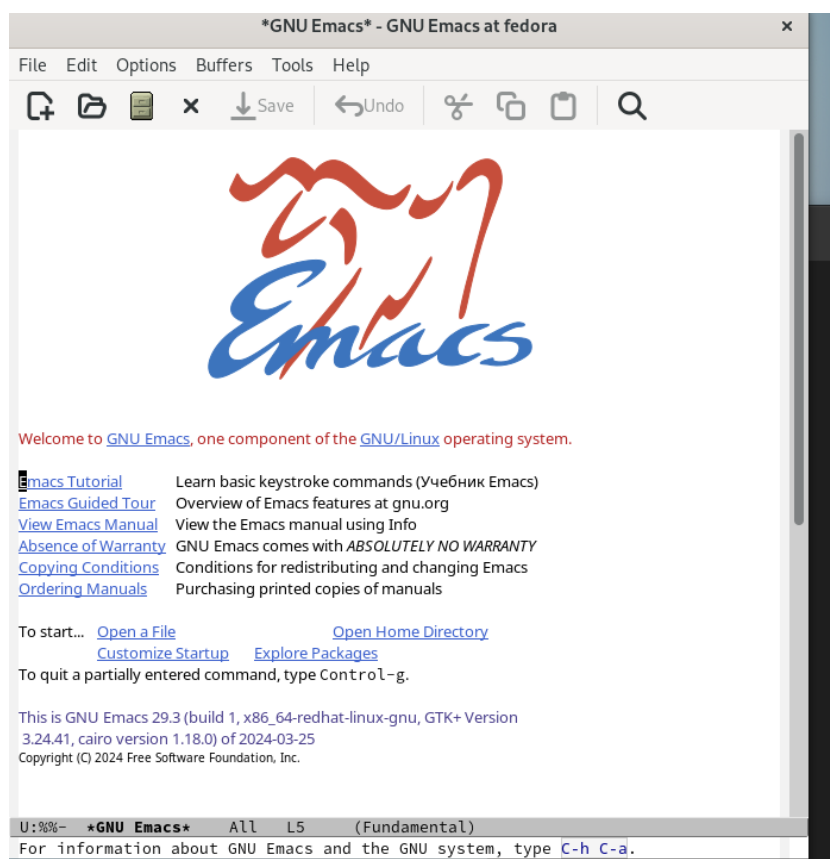 *GNU Emacs* - GNU Emacs at fedora ×
File Edit Options Buffers Tools Help
Save Undo
Emacs
Welcome to GNU Emacs, one component of the GNU/Linux operating system.
Emacs Tutorial Learn basic keystroke commands (Учебник Emacs)
Emacs Guided Tour Overview of Emacs features at gnu.org
View Emacs Manual View the Emacs manual using Info
Absence of Warranty GNU Emacs comes with ABSOLUTELY NO WARRANTY
Copying Conditions Conditions for redistributing and changing Emacs
Ordering Manuals Purchasing printed copies of manuals
To start... Open a File Open Home Directory
Customize Startup Explore Packages
To quit a partially entered command, type Control-g.
This is GNU Emacs 29.3 (build 1, x86_64-redhat-linux-gnu, GTK+ Version
3.24.41, cairo version 1.18.0) of 2024-03-25
Copyright (C) 2024 Free Software Foundation, Inc.
U:%%- *GNU Emacs* All L5 (Fundamental)
For information about GNU Emacs and the GNU system, type C-h C-a.